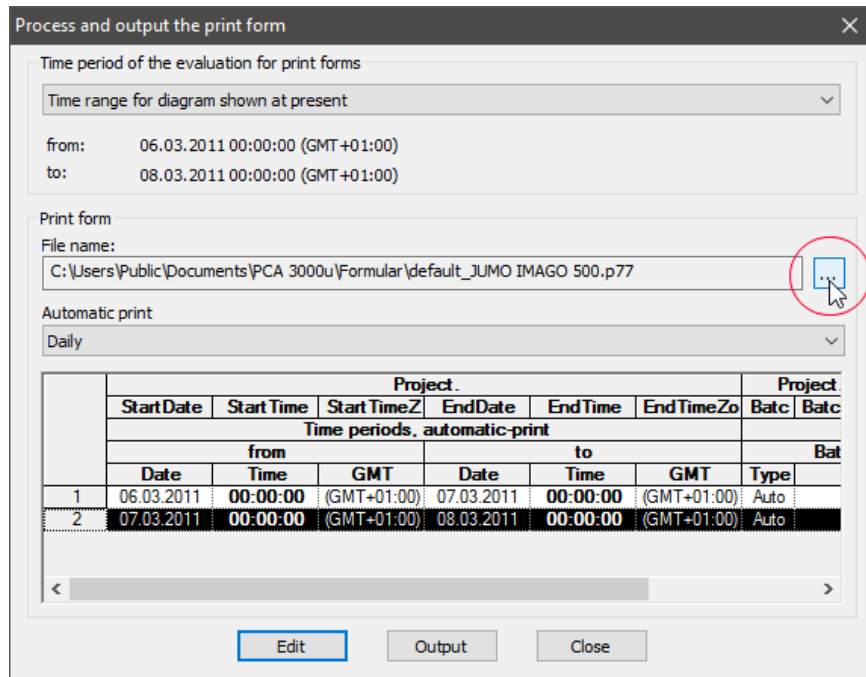 Process and output the print form
Time period of the evaluation for print forms
Time range for diagram shown at present
from: 06.03.2011 00:00:00 (GMT+01:00)
to: 08.03.2011 00:00:00 (GMT+01:00)
Print form
File name:
C:\Users\Public\Documents\PCA 3000u\Formular\default_JUMO IMAGO 500.p77 ...
Automatic print
Daily
Project. Project.
StartDate StartTime StartTimeZ EndDate EndTime EndTimeZo Batc Batc
Time periods, automatic-print
from to Bat
Date Time GMT Date Time GMT Type
1 06.03.2011 00:00:00 (GMT+01:00) 07.03.2011 00:00:00 (GMT+01:00) Auto
2 07.03.2011 00:00:00 (GMT+01:00) 08.03.2011 00:00:00 (GMT+01:00) Auto
Edit Output Close